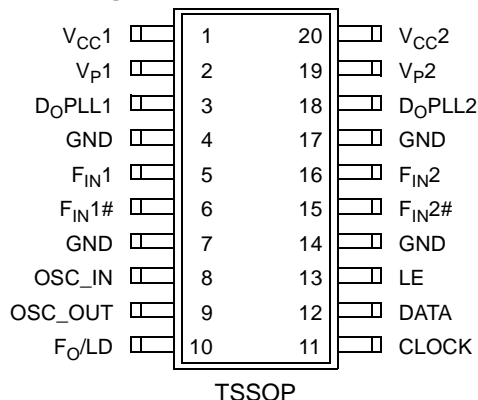 VCC1 1 20 VCC2
VP1 2 19 VP2
DOPLL1 3 18 DOPLL2
GND 4 17 GND
FIN1 5 16 FIN2
FIN1# 6 15 FIN2#
GND 7 14 GND
OSC_IN 8 13 LE
OSC_OUT 9 12 DATA
FO/LD 10 11 CLOCK
TSSOP